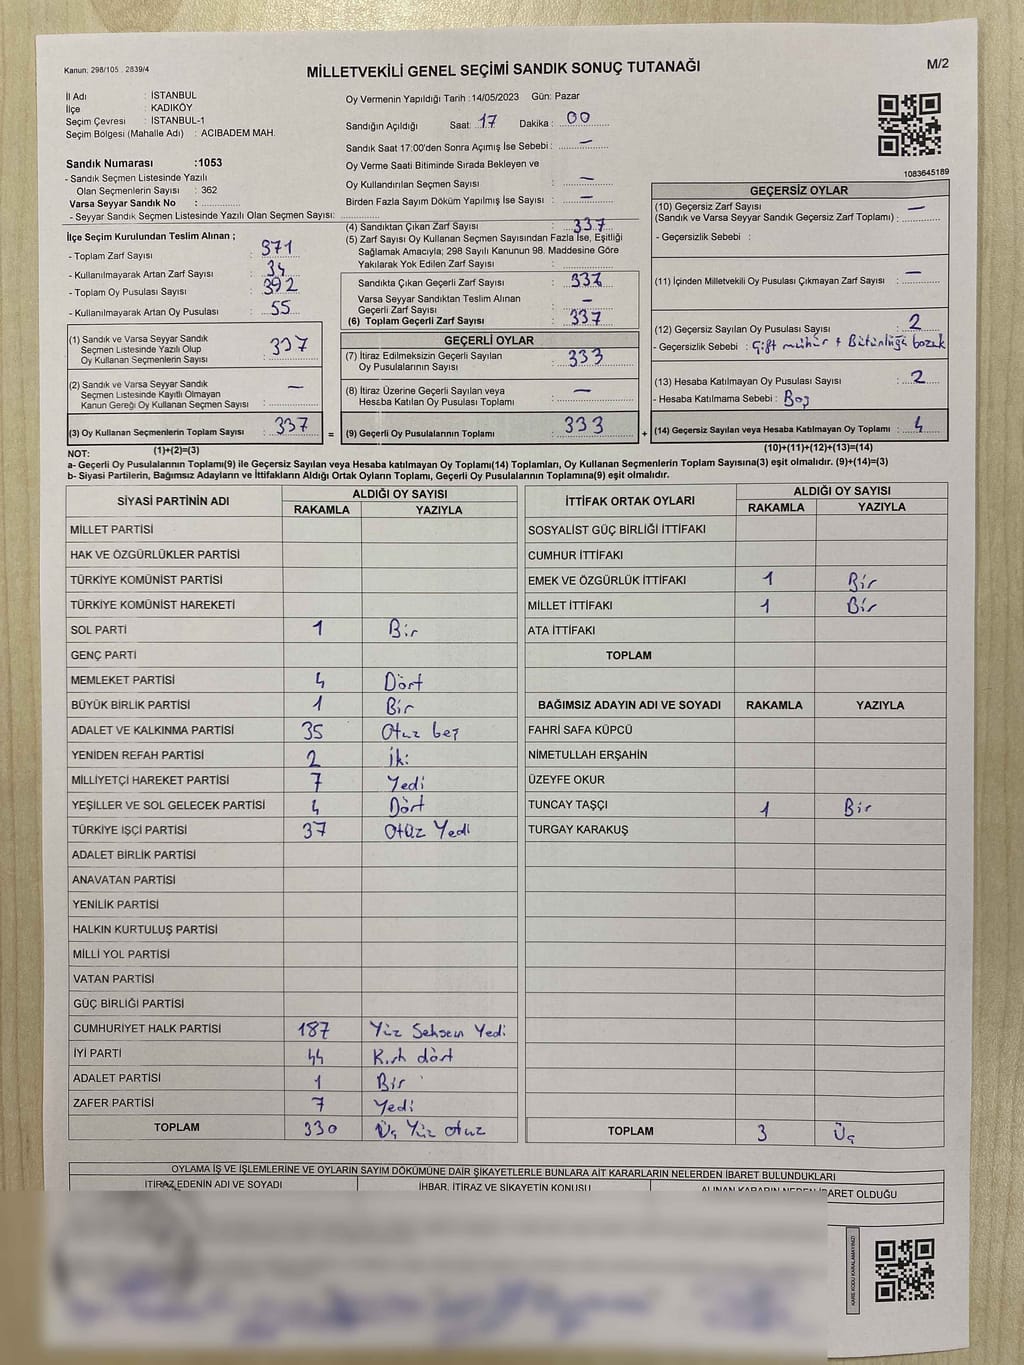 Kanun: 298/105 . 2839/4
MİLLETVEKİLİ GENEL SEÇİMİ SANDIK SONUÇ TUTANAĞI
M/2
İl Adı : İSTANBUL
İlçe : KADIKÖY
Seçim Çevresi : İSTANBUL-1
Seçim Bölgesi (Mahalle Adı) : ACIBADEM MAH.
Sandık Numarası :1053
- Sandık Seçmen Listesinde Yazılı
Olan Seçmenlerin Sayısı : 362
Varsa Seyyar Sandık No :
- Seyyar Sandık Seçmen Listesinde Yazılı Olan Seçmen Sayısı:
Oy Vermenin Yapıldığı Tarih :14/05/2023 Gün: Pazar
Sandığın Açıldığı Saat: 17 Dakika : 00
Sandık Saat 17:00'den Sonra Açımış İse Sebebi : —
Oy Verme Saati Bitiminde Sırada Bekleyen ve
Oy Kullandırılan Seçmen Sayısı : —
Birden Fazla Sayım Döküm Yapılmış İse Sayısı : —
1083645189
İlçe Seçim Kurulundan Teslim Alınan ;
- Toplam Zarf Sayısı : 371
- Kullanılmayarak Artan Zarf Sayısı : 34
- Toplam Oy Pusulası Sayısı : 392
- Kullanılmayarak Artan Oy Pusulası : 55
(1) Sandık ve Varsa Seyyar Sandık
Seçmen Listesinde Yazılı Olup
Oy Kullanan Seçmenlerin Sayısı : 337
(2) Sandık ve Varsa Seyyar Sandık
Seçmen Listesinde Kayıtlı Olmayan
Kanun Gereği Oy Kullanan Seçmen Sayısı : —
(3) Oy Kullanan Seçmenlerin Toplam Sayısı : 337
(1)+(2)=(3)
(4) Sandıktan Çıkan Zarf Sayısı : 337
(5) Zarf Sayısı Oy Kullanan Seçmen Sayısından Fazla İse, Eşitliği
Sağlamak Amacıyla; 298 Sayılı Kanunun 98. Maddesine Göre
Yakılarak Yok Edilen Zarf Sayısı :
Sandıkta Çıkan Geçerli Zarf Sayısı : 337
Varsa Seyyar Sandıktan Teslim Alınan
Geçerli Zarf Sayısı : —
(6) Toplam Geçerli Zarf Sayısı : 337
GEÇERLİ OYLAR
(7) İtiraz Edilmeksizin Geçerli Sayılan
Oy Pusulalarının Sayısı : 333
(8) İtiraz Üzerine Geçerli Sayılan veya
Hesaba Katılan Oy Pusulası Toplamı : —
= (9) Geçerli Oy Pusulalarının Toplamı : 333 +
GEÇERSİZ OYLAR
(10) Geçersiz Zarf Sayısı
(Sandık ve Varsa Seyyar Sandık Geçersiz Zarf Toplamı) : —
- Geçersizlik Sebebi :
(11) İçinden Milletvekili Oy Pusulası Çıkmayan Zarf Sayısı : —
(12) Geçersiz Sayılan Oy Pusulası Sayısı : 2
- Geçersizlik Sebebi : Çift mühür + Bütünlüğü bozuk
(13) Hesaba Katılmayan Oy Pusulası Sayısı : 2
- Hesaba Katılmama Sebebi : Boş
(14) Geçersiz Sayılan veya Hesaba Katılmayan Oy Toplamı : 4
(10)+(11)+(12)+(13)=(14)
NOT:
a- Geçerli Oy Pusulalarının Toplamı(9) ile Geçersiz Sayılan veya Hesaba katılmayan Oy Toplamı(14) Toplamları, Oy Kullanan Seçmenlerin Toplam Sayısına(3) eşit olmalıdır. (9)+(14)=(3)
b- Siyasi Partilerin, Bağımsız Adayların ve İttifakların Aldığı Ortak Oyların Toplamı, Geçerli Oy Pusulalarının Toplamına(9) eşit olmalıdır.
SİYASİ PARTİNİN ADI ALDIĞI OY SAYISI
RAKAMLA YAZIYLA
MİLLET PARTİSİ
HAK VE ÖZGÜRLÜKLER PARTİSİ
TÜRKİYE KOMÜNİST PARTİSİ
TÜRKİYE KOMÜNİST HAREKETİ
SOL PARTİ 1 Bir
GENÇ PARTİ
MEMLEKET PARTİSİ 4 Dört
BÜYÜK BİRLİK PARTİSİ 1 Bir
ADALET VE KALKINMA PARTİSİ 35 Otuz beş
YENİDEN REFAH PARTİSİ 2 İki
MİLLİYETÇİ HAREKET PARTİSİ 7 Yedi
YEŞİLLER VE SOL GELECEK PARTİSİ 4 Dört
TÜRKİYE İŞÇİ PARTİSİ 37 Otuz Yedi
ADALET BİRLİK PARTİSİ
ANAVATAN PARTİSİ
YENİLİK PARTİSİ
HALKIN KURTULUŞ PARTİSİ
MİLLİ YOL PARTİSİ
VATAN PARTİSİ
GÜÇ BİRLİĞİ PARTİSİ
CUMHURİYET HALK PARTİSİ 187 Yüz Seksen Yedi
İYİ PARTİ 44 Kırk dört
ADALET PARTİSİ 1 Bir
ZAFER PARTİSİ 7 Yedi
TOPLAM 330 Üç Yüz Otuz
İTTİFAK ORTAK OYLARI ALDIĞI OY SAYISI
RAKAMLA YAZIYLA
SOSYALİST GÜÇ BİRLİĞİ İTTİFAKI
CUMHUR İTTİFAKI
EMEK VE ÖZGÜRLÜK İTTİFAKI 1 Bir
MİLLET İTTİFAKI 1 Bir
ATA İTTİFAKI
TOPLAM
BAĞIMSIZ ADAYIN ADI VE SOYADI RAKAMLA YAZIYLA
FAHRİ SAFA KÜPCÜ
NİMETULLAH ERŞAHİN
ÜZEYFE OKUR
TUNCAY TAŞÇI 1 Bir
TURGAY KARAKUŞ
TOPLAM 3 Üç
OYLAMA İŞ VE İŞLEMLERİNE VE OYLARIN SAYIM DÖKÜMÜNE DAİR ŞİKAYETLERLE BUNLARA AİT KARARLARIN NELERDEN İBARET BULUNDUKLARI
İTİRAZ EDENİN ADI VE SOYADI İHBAR, İTİRAZ VE ŞİKAYETİN KONUSU ALINAN KARARIN NEDEN İBARET OLDUĞU
KARE KODU KARALAMAYINIZ!